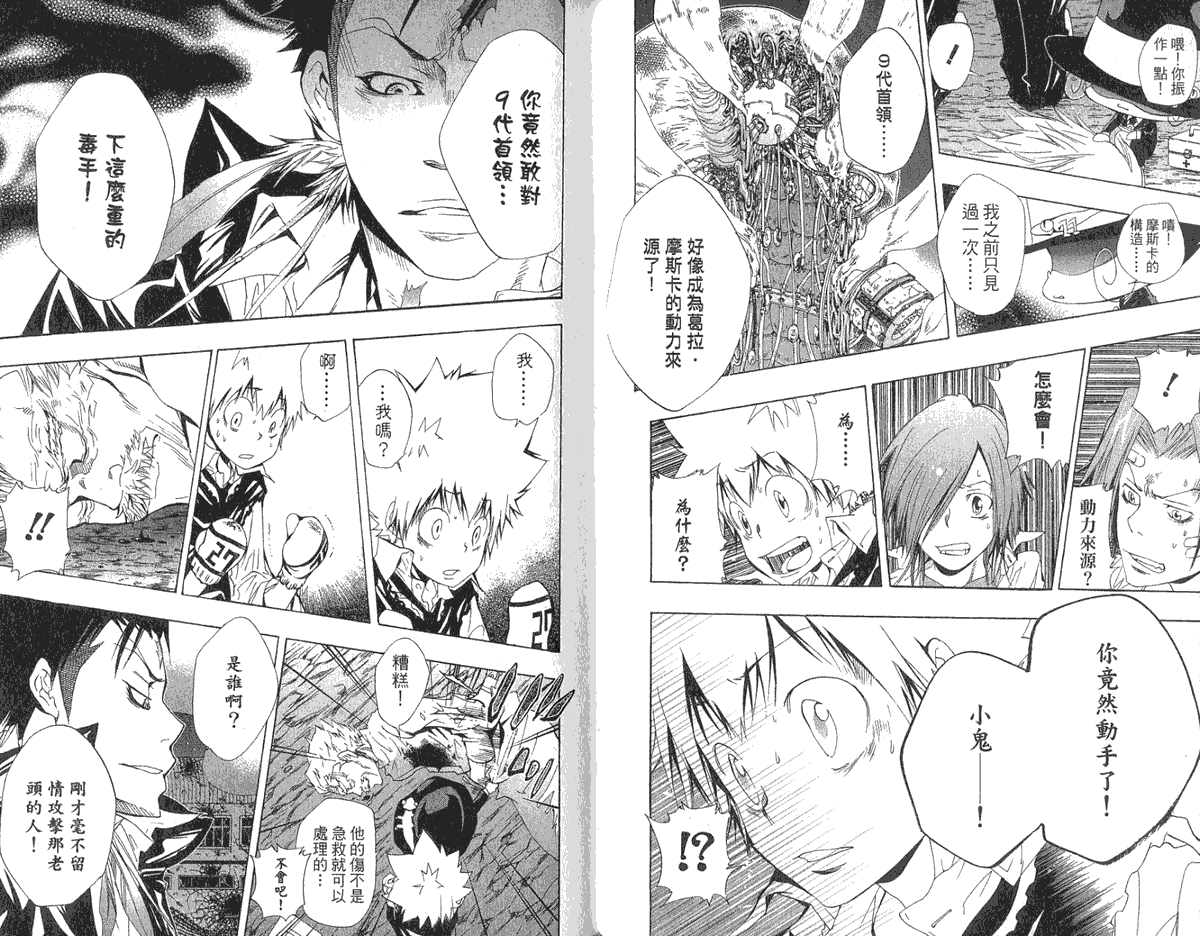 喂！你振
作一點！
！
9代首領……
嘖！
摩斯卡的
構造……
我之前只見
過一次……
好像成為葛拉．
摩斯卡的動力來
源了！
！
動力來源？
怎麼會！
為……
為什麼？
你竟然動手了！
小鬼——！
！？
你竟然敢對
9代首領…
下這麼重的
毒手！
我……
…我嗎？
啊……
27
27
！！
糟糕！
他的傷不是
急救就可以
處理的…
不會吧！
是誰啊？
剛才毫不留
情攻擊那老
頭的人！